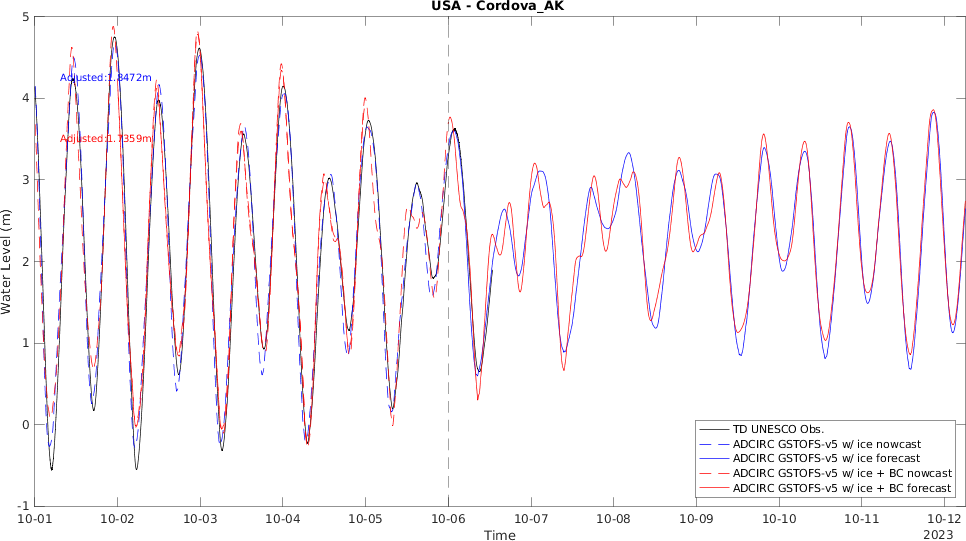 USA - Cordova_AK
5
4
3
2
1
0
-1
Water Level (m)
Adjusted:1.8472m
Adjusted:1.7359m
TD UNESCO Obs.
ADCIRC GSTOFS-v5 w/ ice nowcast
ADCIRC GSTOFS-v5 w/ ice forecast
ADCIRC GSTOFS-v5 w/ ice + BC nowcast
ADCIRC GSTOFS-v5 w/ ice + BC forecast
10-01 10-02 10-03 10-04 10-05 10-06 10-07 10-08 10-09 10-10 10-11 10-12
Time
2023